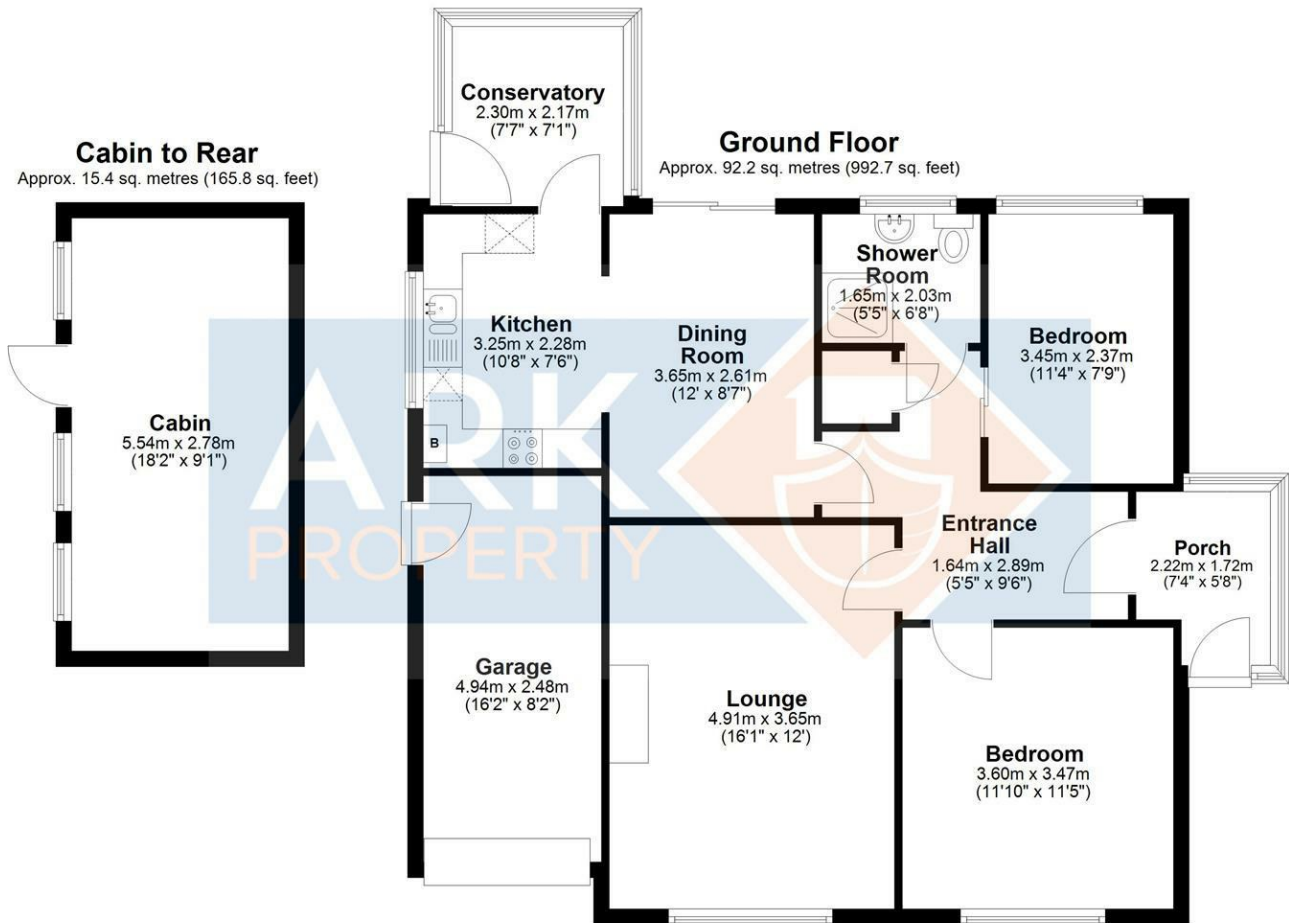 Cabin to Rear
Approx. 15.4 sq. metres (165.8 sq. feet)
Cabin
5.54m x 2.78m
(18'2" x 9'1")
Ground Floor
Approx. 92.2 sq. metres (992.7 sq. feet)
Conservatory
2.30m x 2.17m
(7'7" x 7'1")
Kitchen
3.25m x 2.28m
(10'8" x 7'6")
B
Dining
Room
3.65m x 2.61m
(12' x 8'7")
Shower
Room
1.65m x 2.03m
(5'5" x 6'8")
Bedroom
3.45m x 2.37m
(11'4" x 7'9")
Entrance
Hall
1.64m x 2.89m
(5'5" x 9'6")
Porch
2.22m x 1.72m
(7'4" x 5'8")
Garage
4.94m x 2.48m
(16'2" x 8'2")
Lounge
4.91m x 3.65m
(16'1" x 12')
Bedroom
3.60m x 3.47m
(11'10" x 11'5")
ARK
PROPERTY